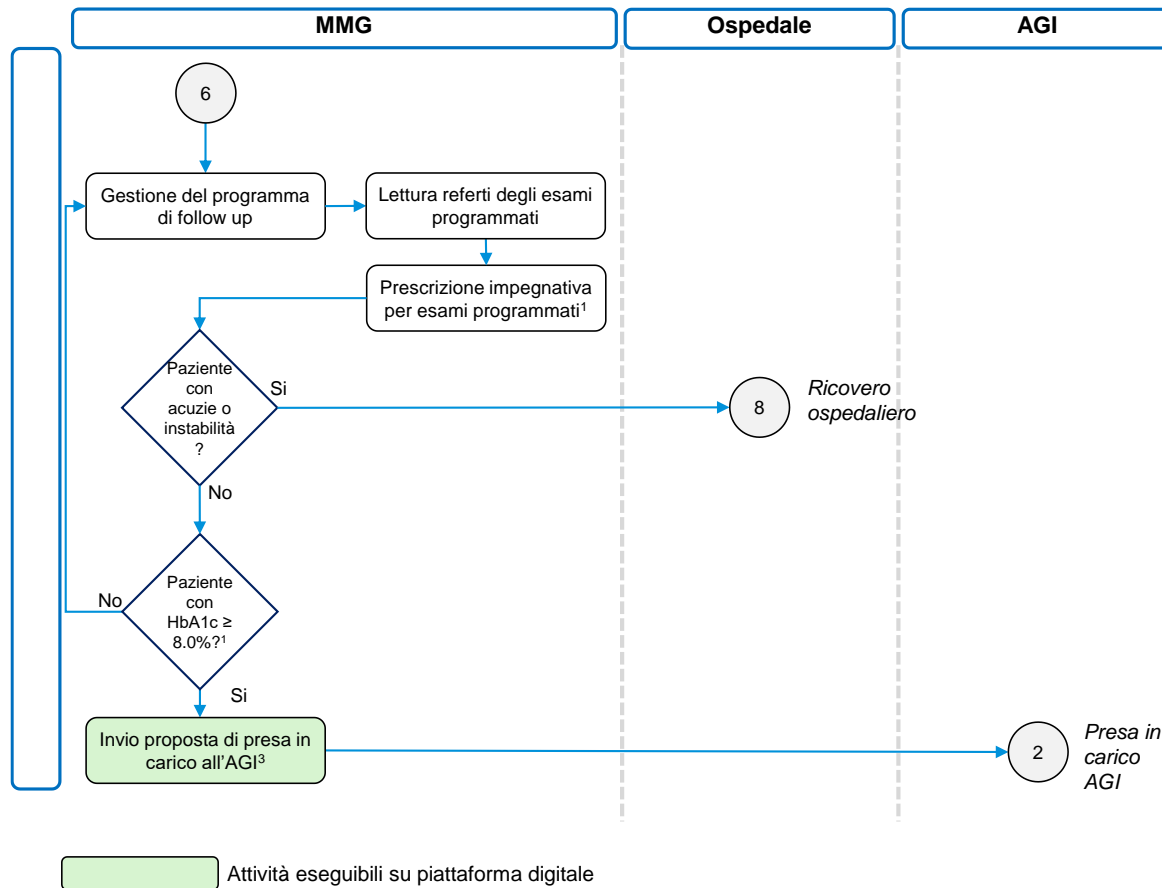 MMG
Ospedale
AGI
6
Gestione del programma
di follow up
Lettura referti degli esami
programmati
Prescrizione impegnativa
per esami programmati¹
Paziente
con
acuzie o
instabilità
?
Si
8
Ricovero
ospedaliero
No
Paziente
con
HbA1c ≥
8.0%?¹
No
Si
Invio proposta di presa in
carico all'AGI³
2
Presa in
carico
AGI
Attività eseguibili su piattaforma digitale